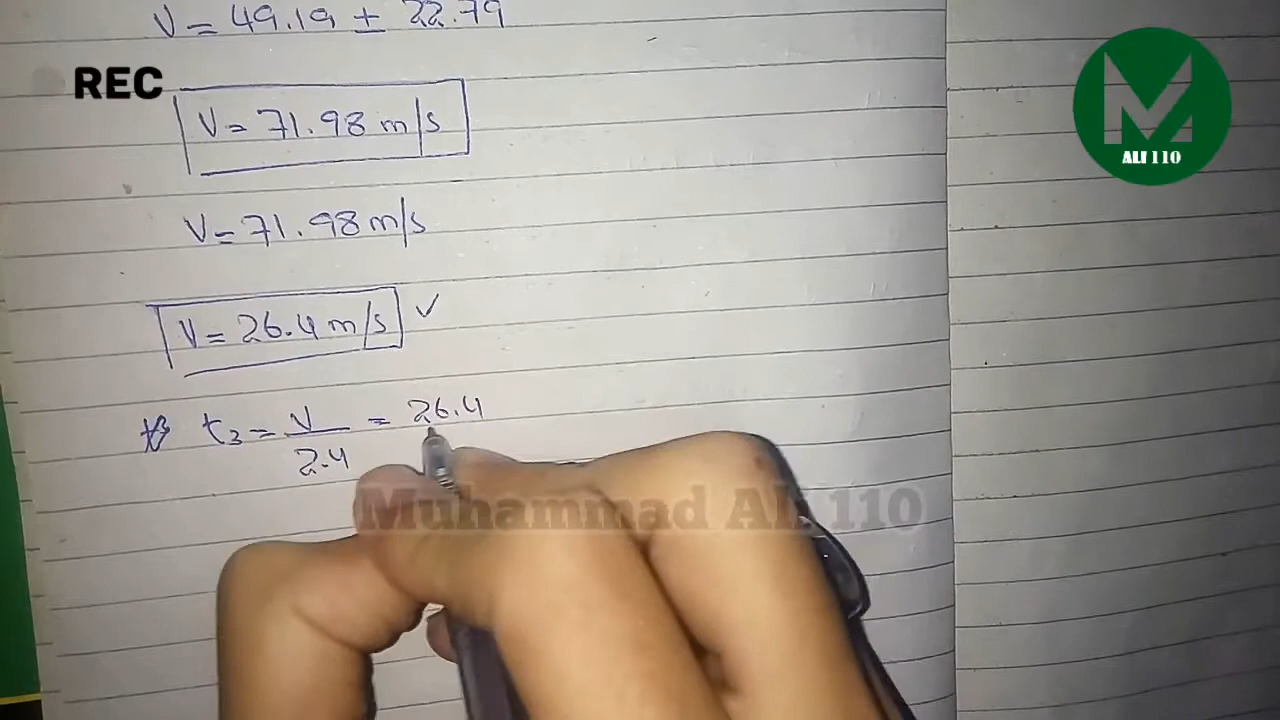 V = 49.19 ± 22.79
REC
V = 71.98 m/s
ALI 110
V = 71.98 m/s
V = 26.4 m/s ✓
t₃ = V/2.4 = 26.4
Muhammad Ali 110